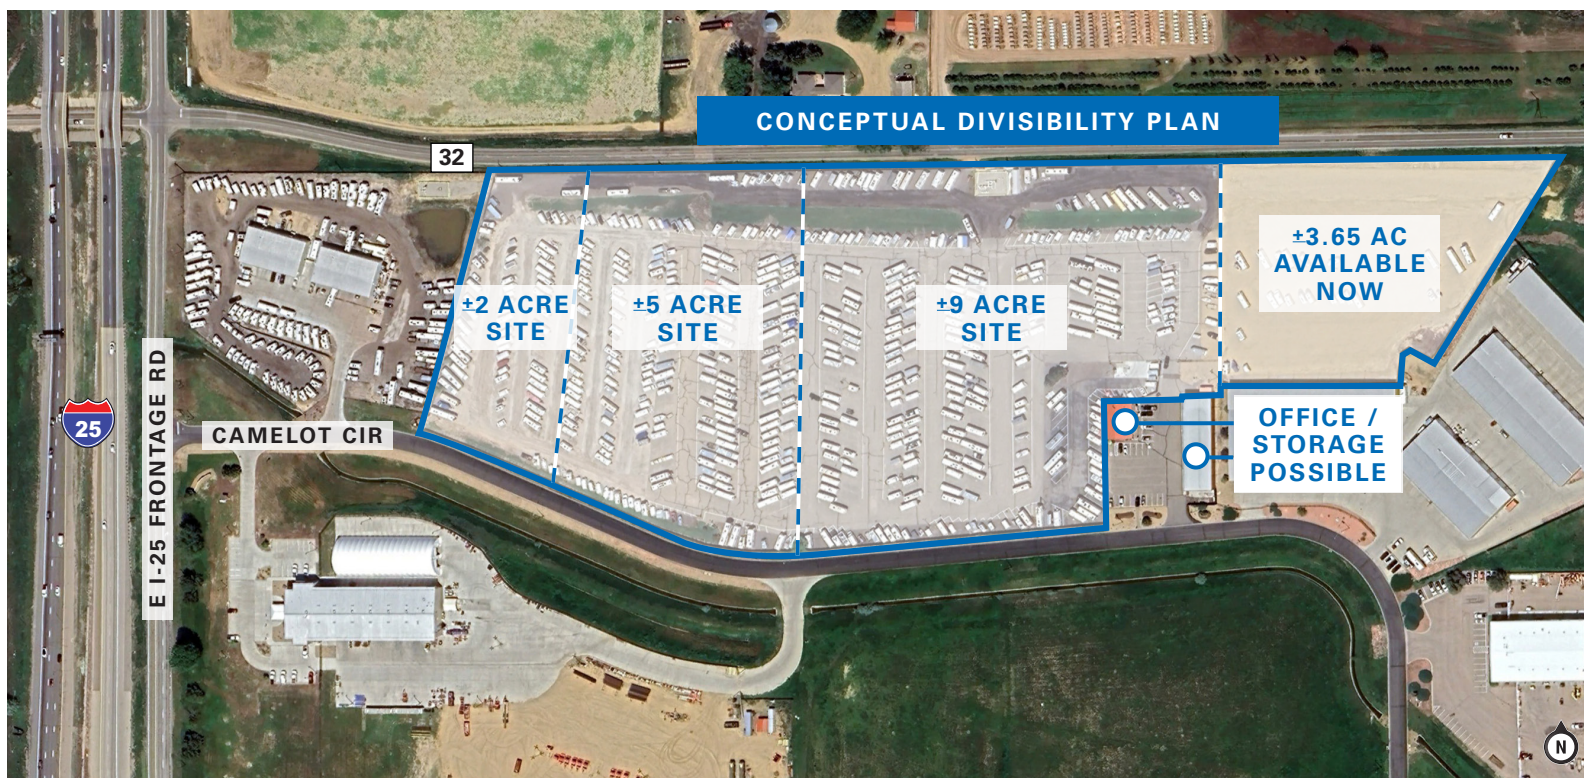 CONCEPTUAL DIVISIBILITY PLAN
32
±3.65 AC
AVAILABLE
NOW
±2 ACRE
SITE
±5 ACRE
SITE
±9 ACRE
SITE
E I-25 FRONTAGE RD
25
CAMELOT CIR
OFFICE /
STORAGE
POSSIBLE
N